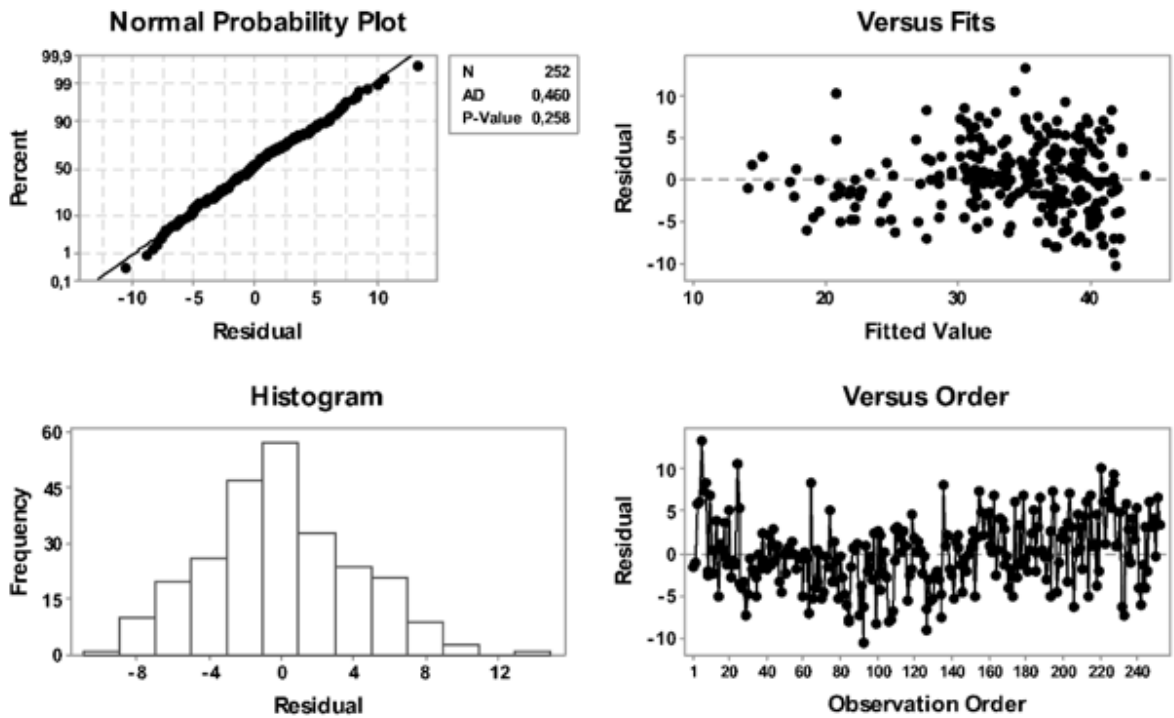 Normal Probability Plot
99,9
99
90
50
10
1
0,1
Percent
-10 -5 0 5 10
Residual
N 252
AD 0,460
P-Value 0,258
Versus Fits
10
5
0
-5
-10
Residual
10 20 30 40
Fitted Value
Histogram
60
45
30
15
0
Frequency
-8 -4 0 4 8 12
Residual
Versus Order
10
5
0
-5
-10
Residual
1 20 40 60 80 100 120 140 160 180 200 220 240
Observation Order